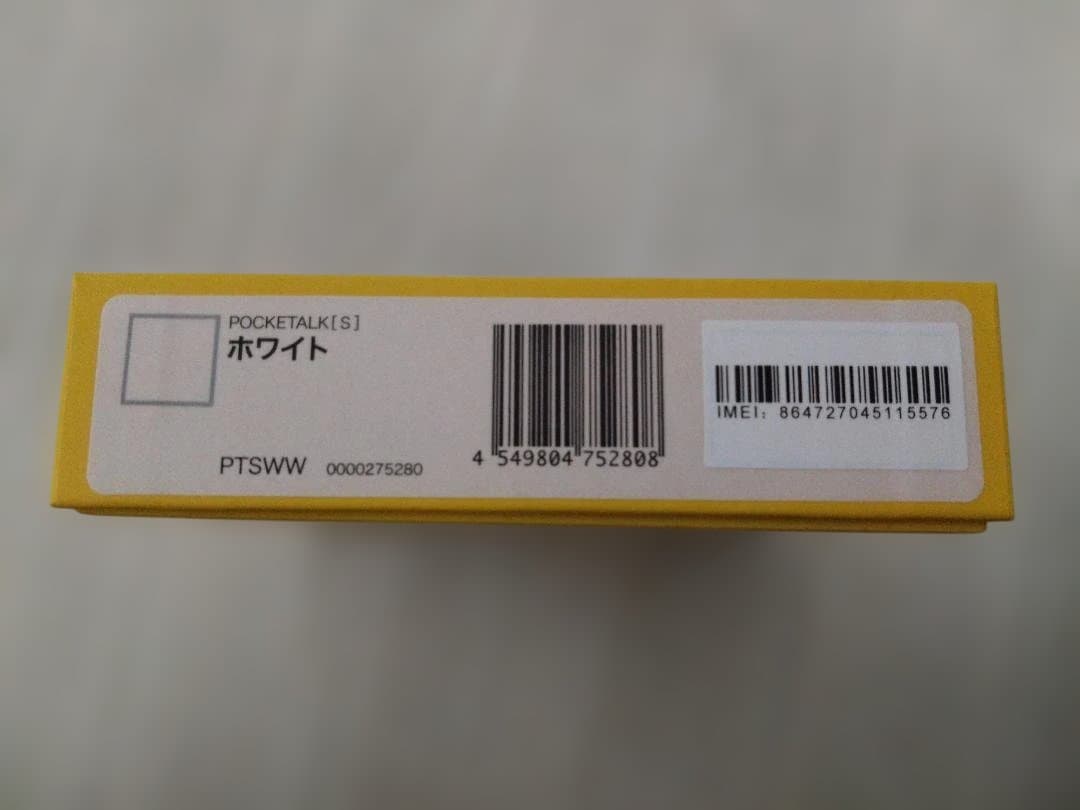 POCKETALK[S]
ホワイト
PTSWW 0000275280
4 549804 752808
IMEI: 864727045115576